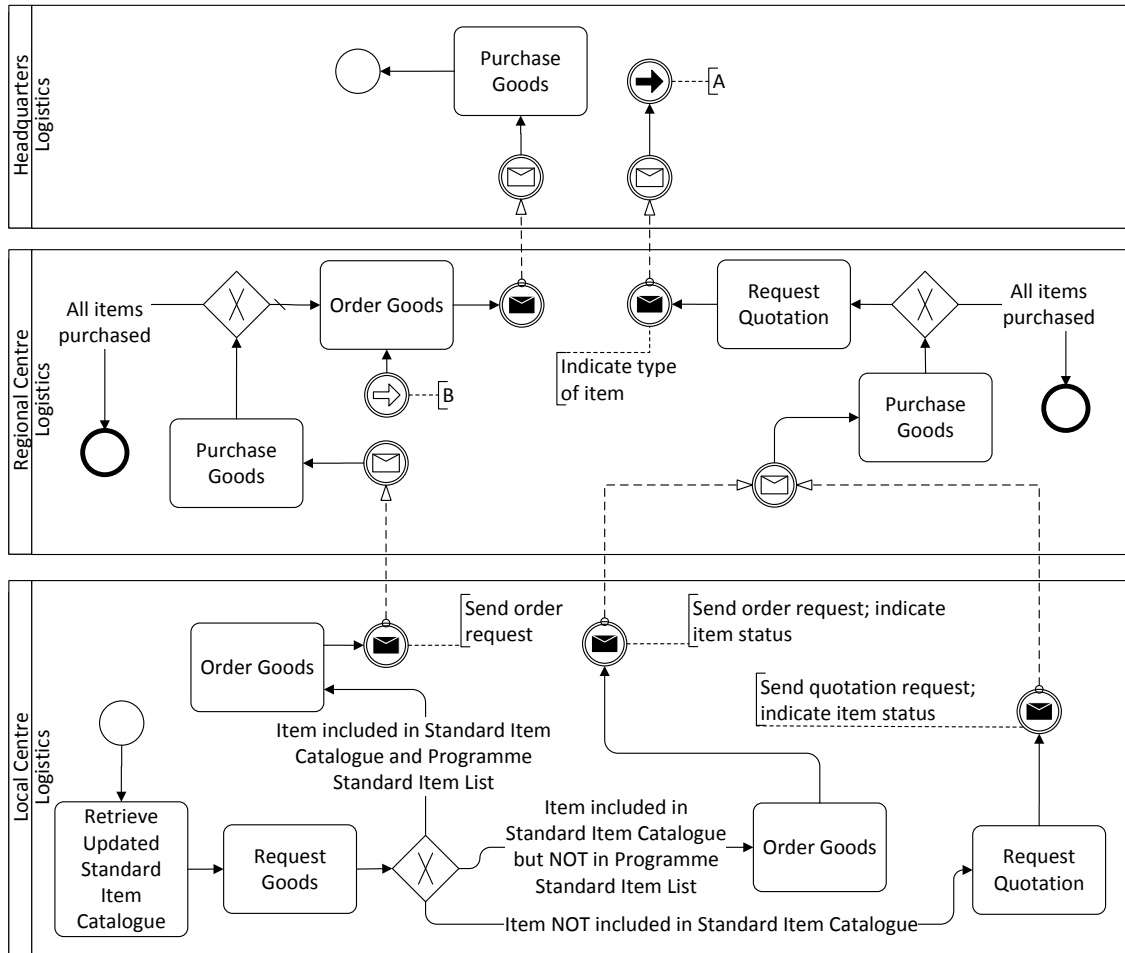 Headquarters
Logistics
Purchase
Goods
A
Regional Centre
Logistics
All items
purchased
Order Goods
Request
Quotation
All items
purchased
Indicate type
of item
B
Purchase
Goods
Purchase
Goods
Local Centre
Logistics
Send order
request
Send order request; indicate
item status
Order Goods
Send quotation request;
indicate item status
Item included in Standard Item
Catalogue and Programme
Standard Item List
Retrieve
Updated
Standard
Item
Catalogue
Request
Goods
Item included in
Standard Item Catalogue
but NOT in Programme
Standard Item List
Order Goods
Request
Quotation
Item NOT included in Standard Item Catalogue